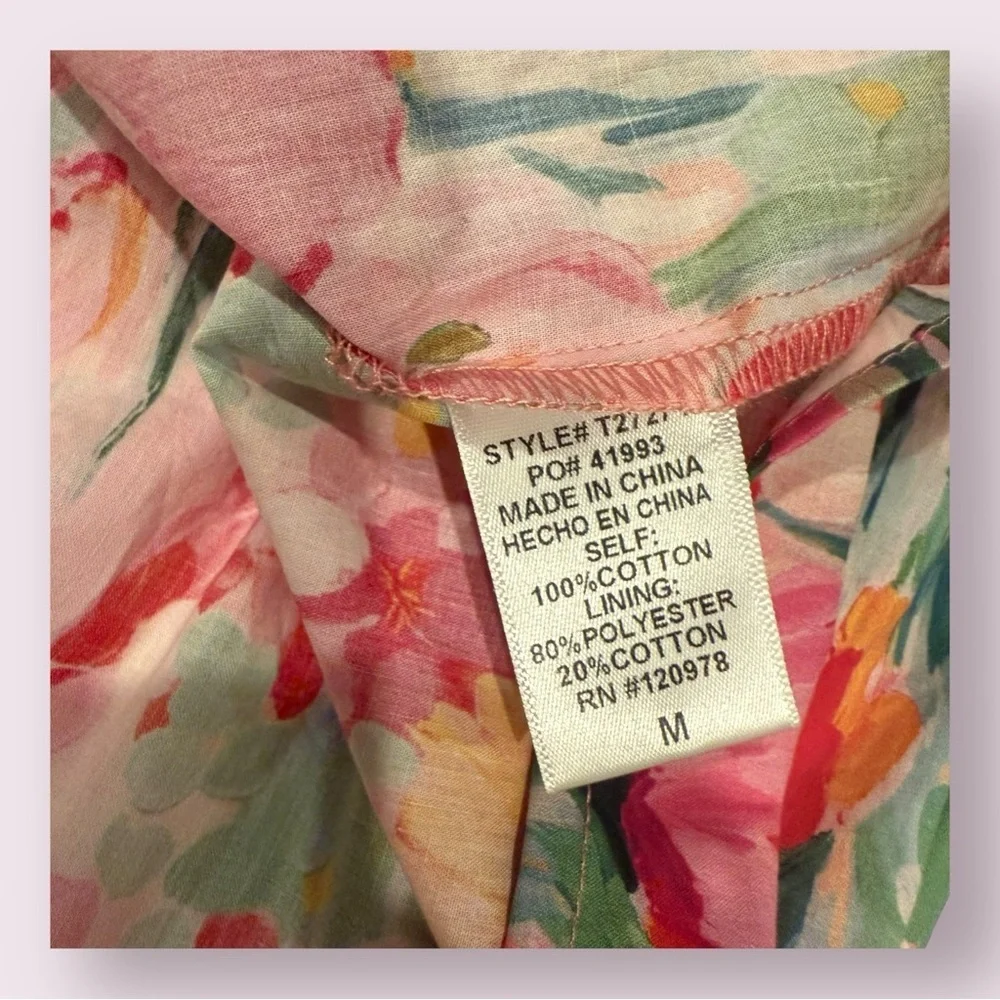 STYLE# T2727
PO# 41993
MADE IN CHINA
HECHO EN CHINA
SELF:
100%COTTON
LINING:
80%POLYESTER
20%COTTON
RN #120978
M